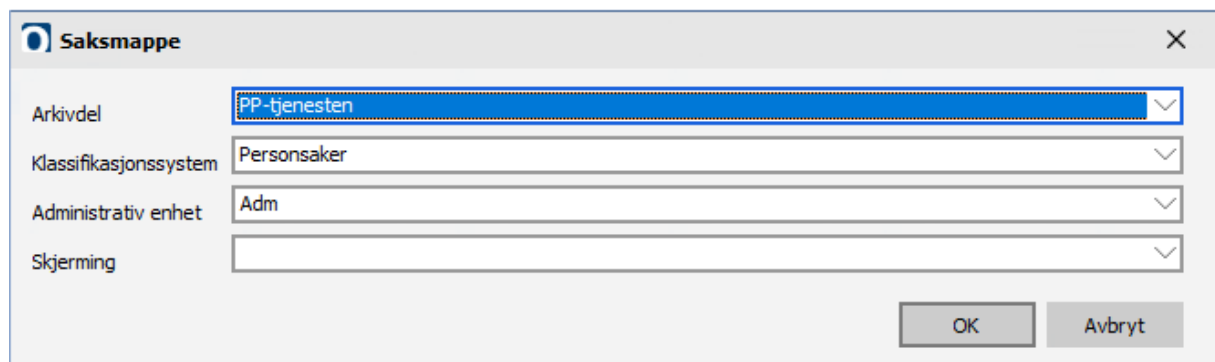 Saksmappe
Arkivdel PP-tjenesten
Klassifikasjonssystem Personsaker
Administrativ enhet Adm
Skjerming
OK Avbryt